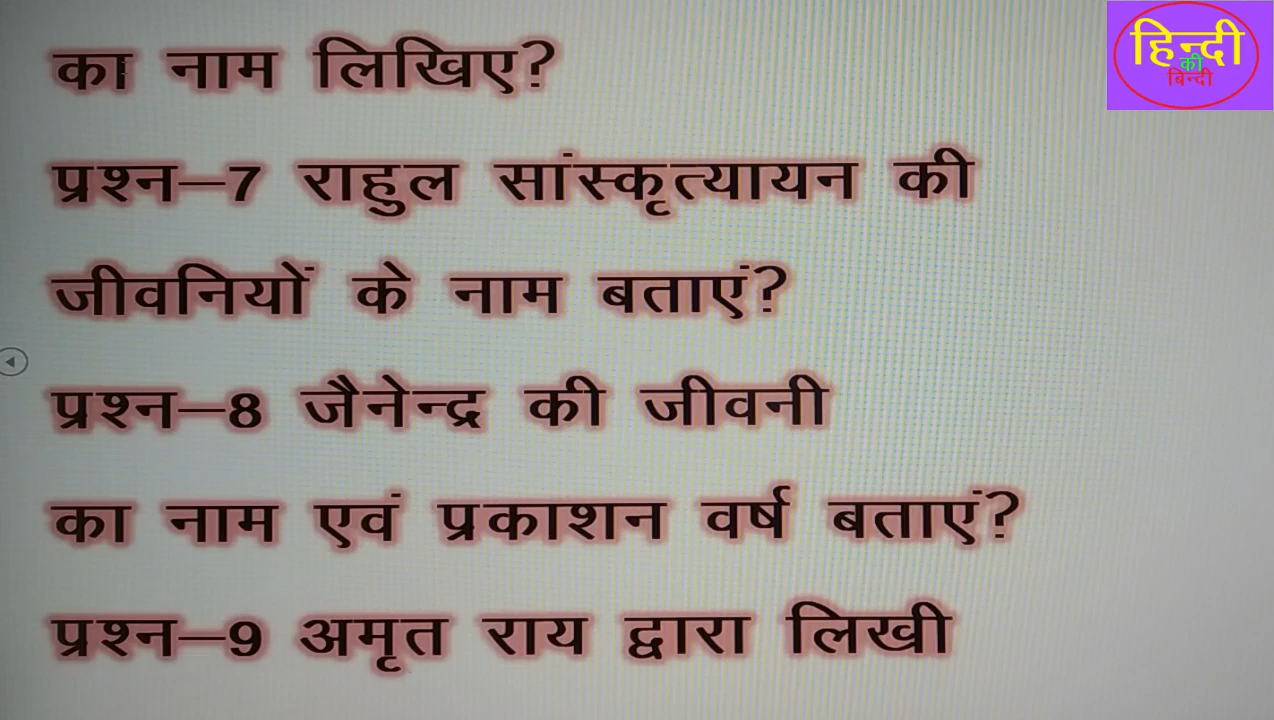 हिन्दी
की
बिन्दी
का नाम लिखिए?
प्रश्न–7 राहुल सांस्कृत्यायन की
जीवनियों के नाम बताएं?
प्रश्न–8 जैनेन्द्र की जीवनी
का नाम एवं प्रकाशन वर्ष बताएं?
प्रश्न–9 अमृत राय द्वारा लिखी